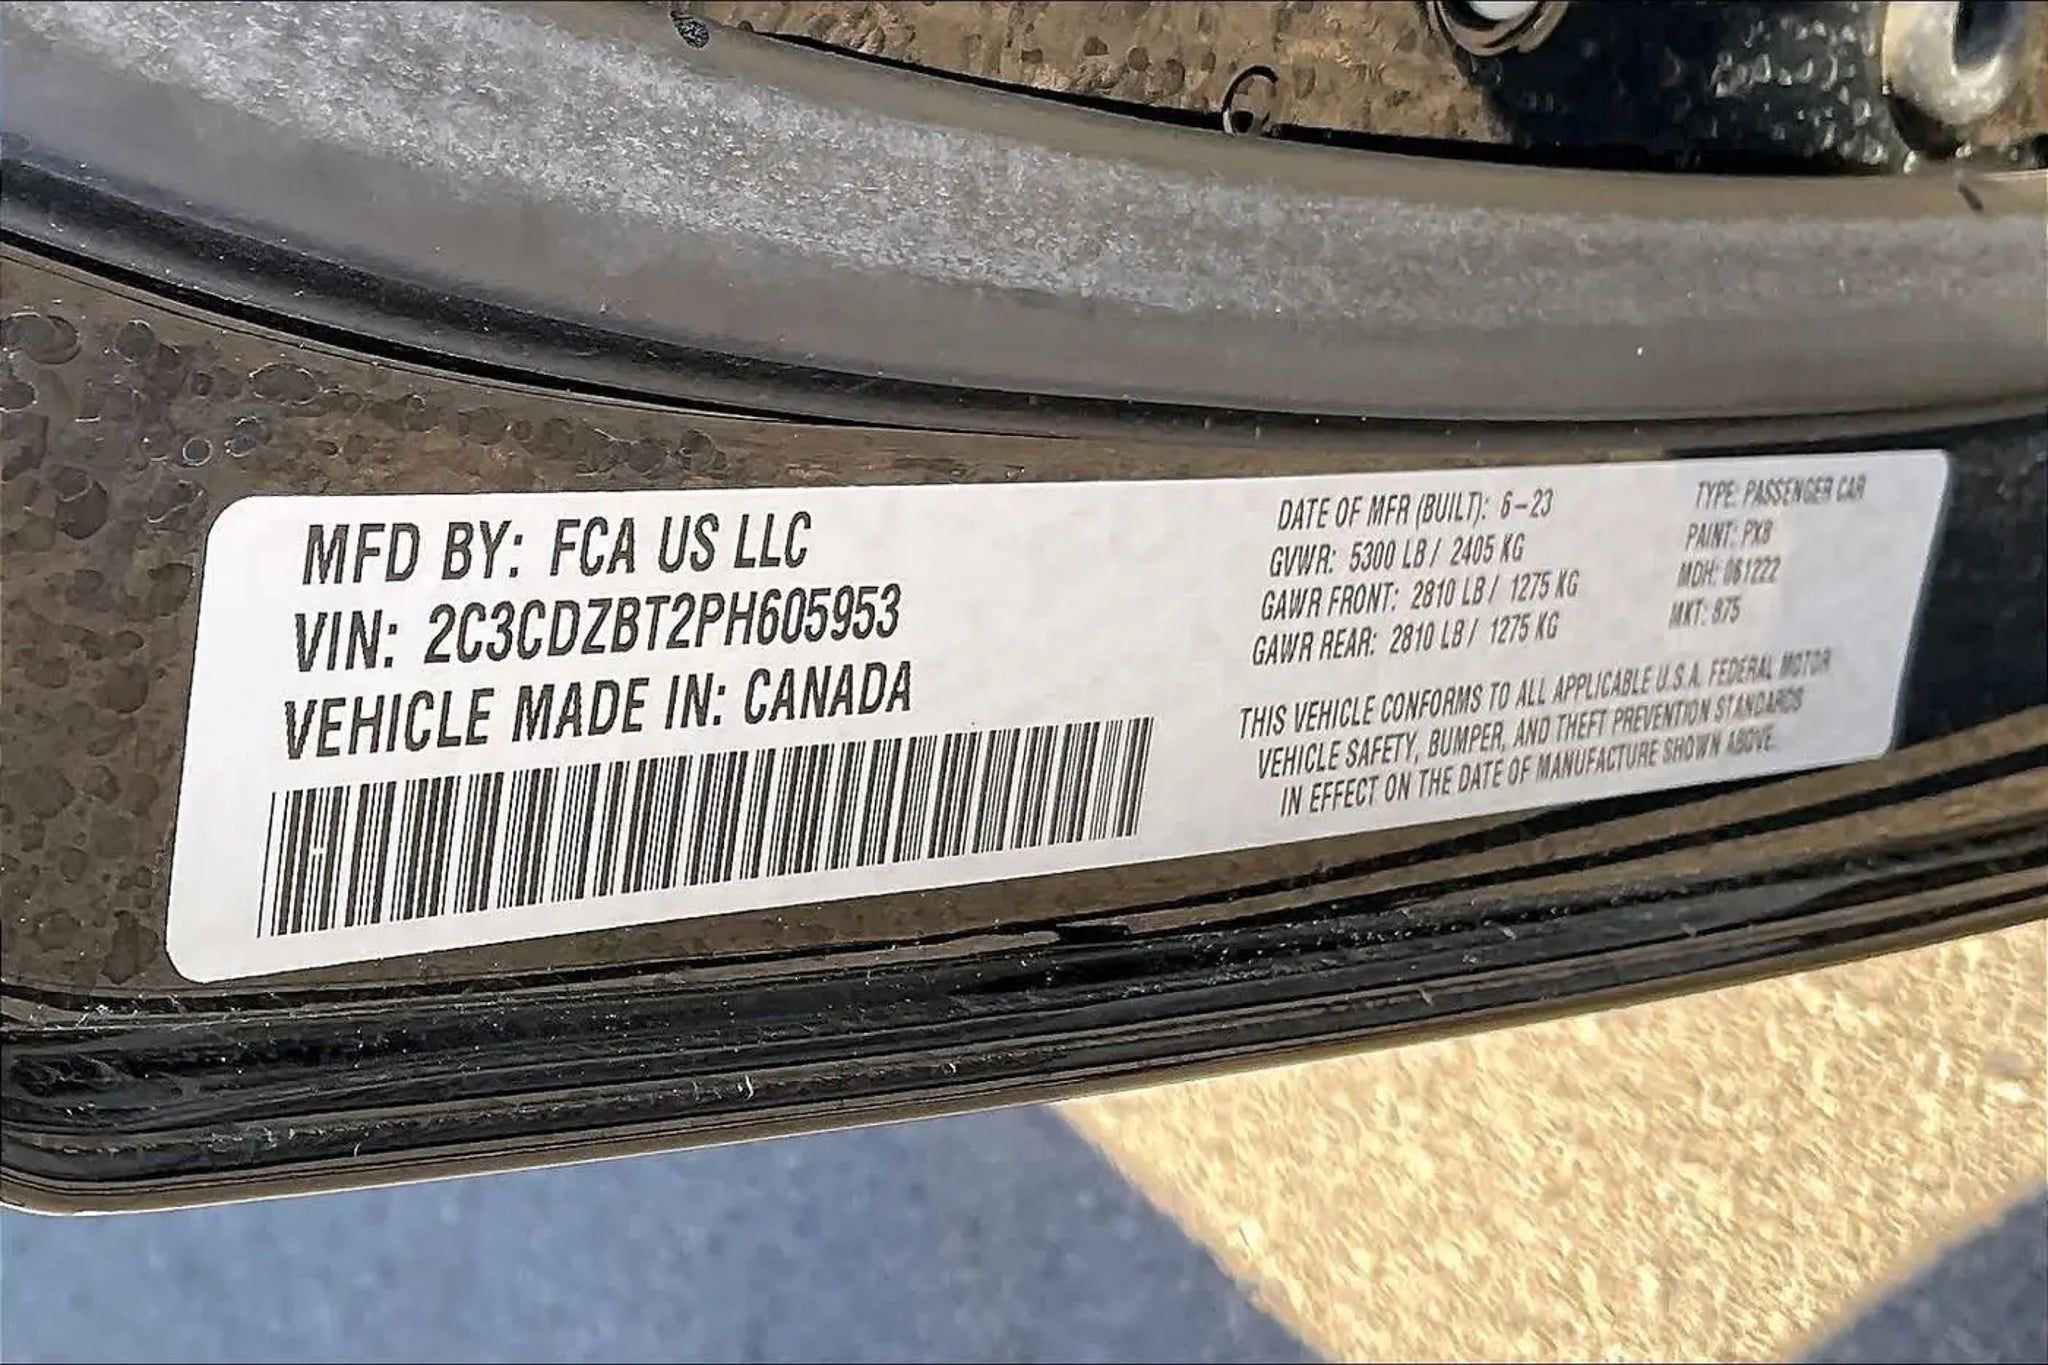 MFD BY: FCA US LLC
VIN: 2C3CDZBT2PH605953
VEHICLE MADE IN: CANADA
DATE OF MFR (BUILT): 6-23
GVWR: 5300 LB / 2405 KG
GAWR FRONT: 2810 LB / 1275 KG
GAWR REAR: 2810 LB / 1275 KG
TYPE: PASSENGER CAR
PAINT: PX8
MDH: 061222
MKT: 875
THIS VEHICLE CONFORMS TO ALL APPLICABLE U.S.A. FEDERAL MOTOR
VEHICLE SAFETY, BUMPER, AND THEFT PREVENTION STANDARDS
IN EFFECT ON THE DATE OF MANUFACTURE SHOWN ABOVE.